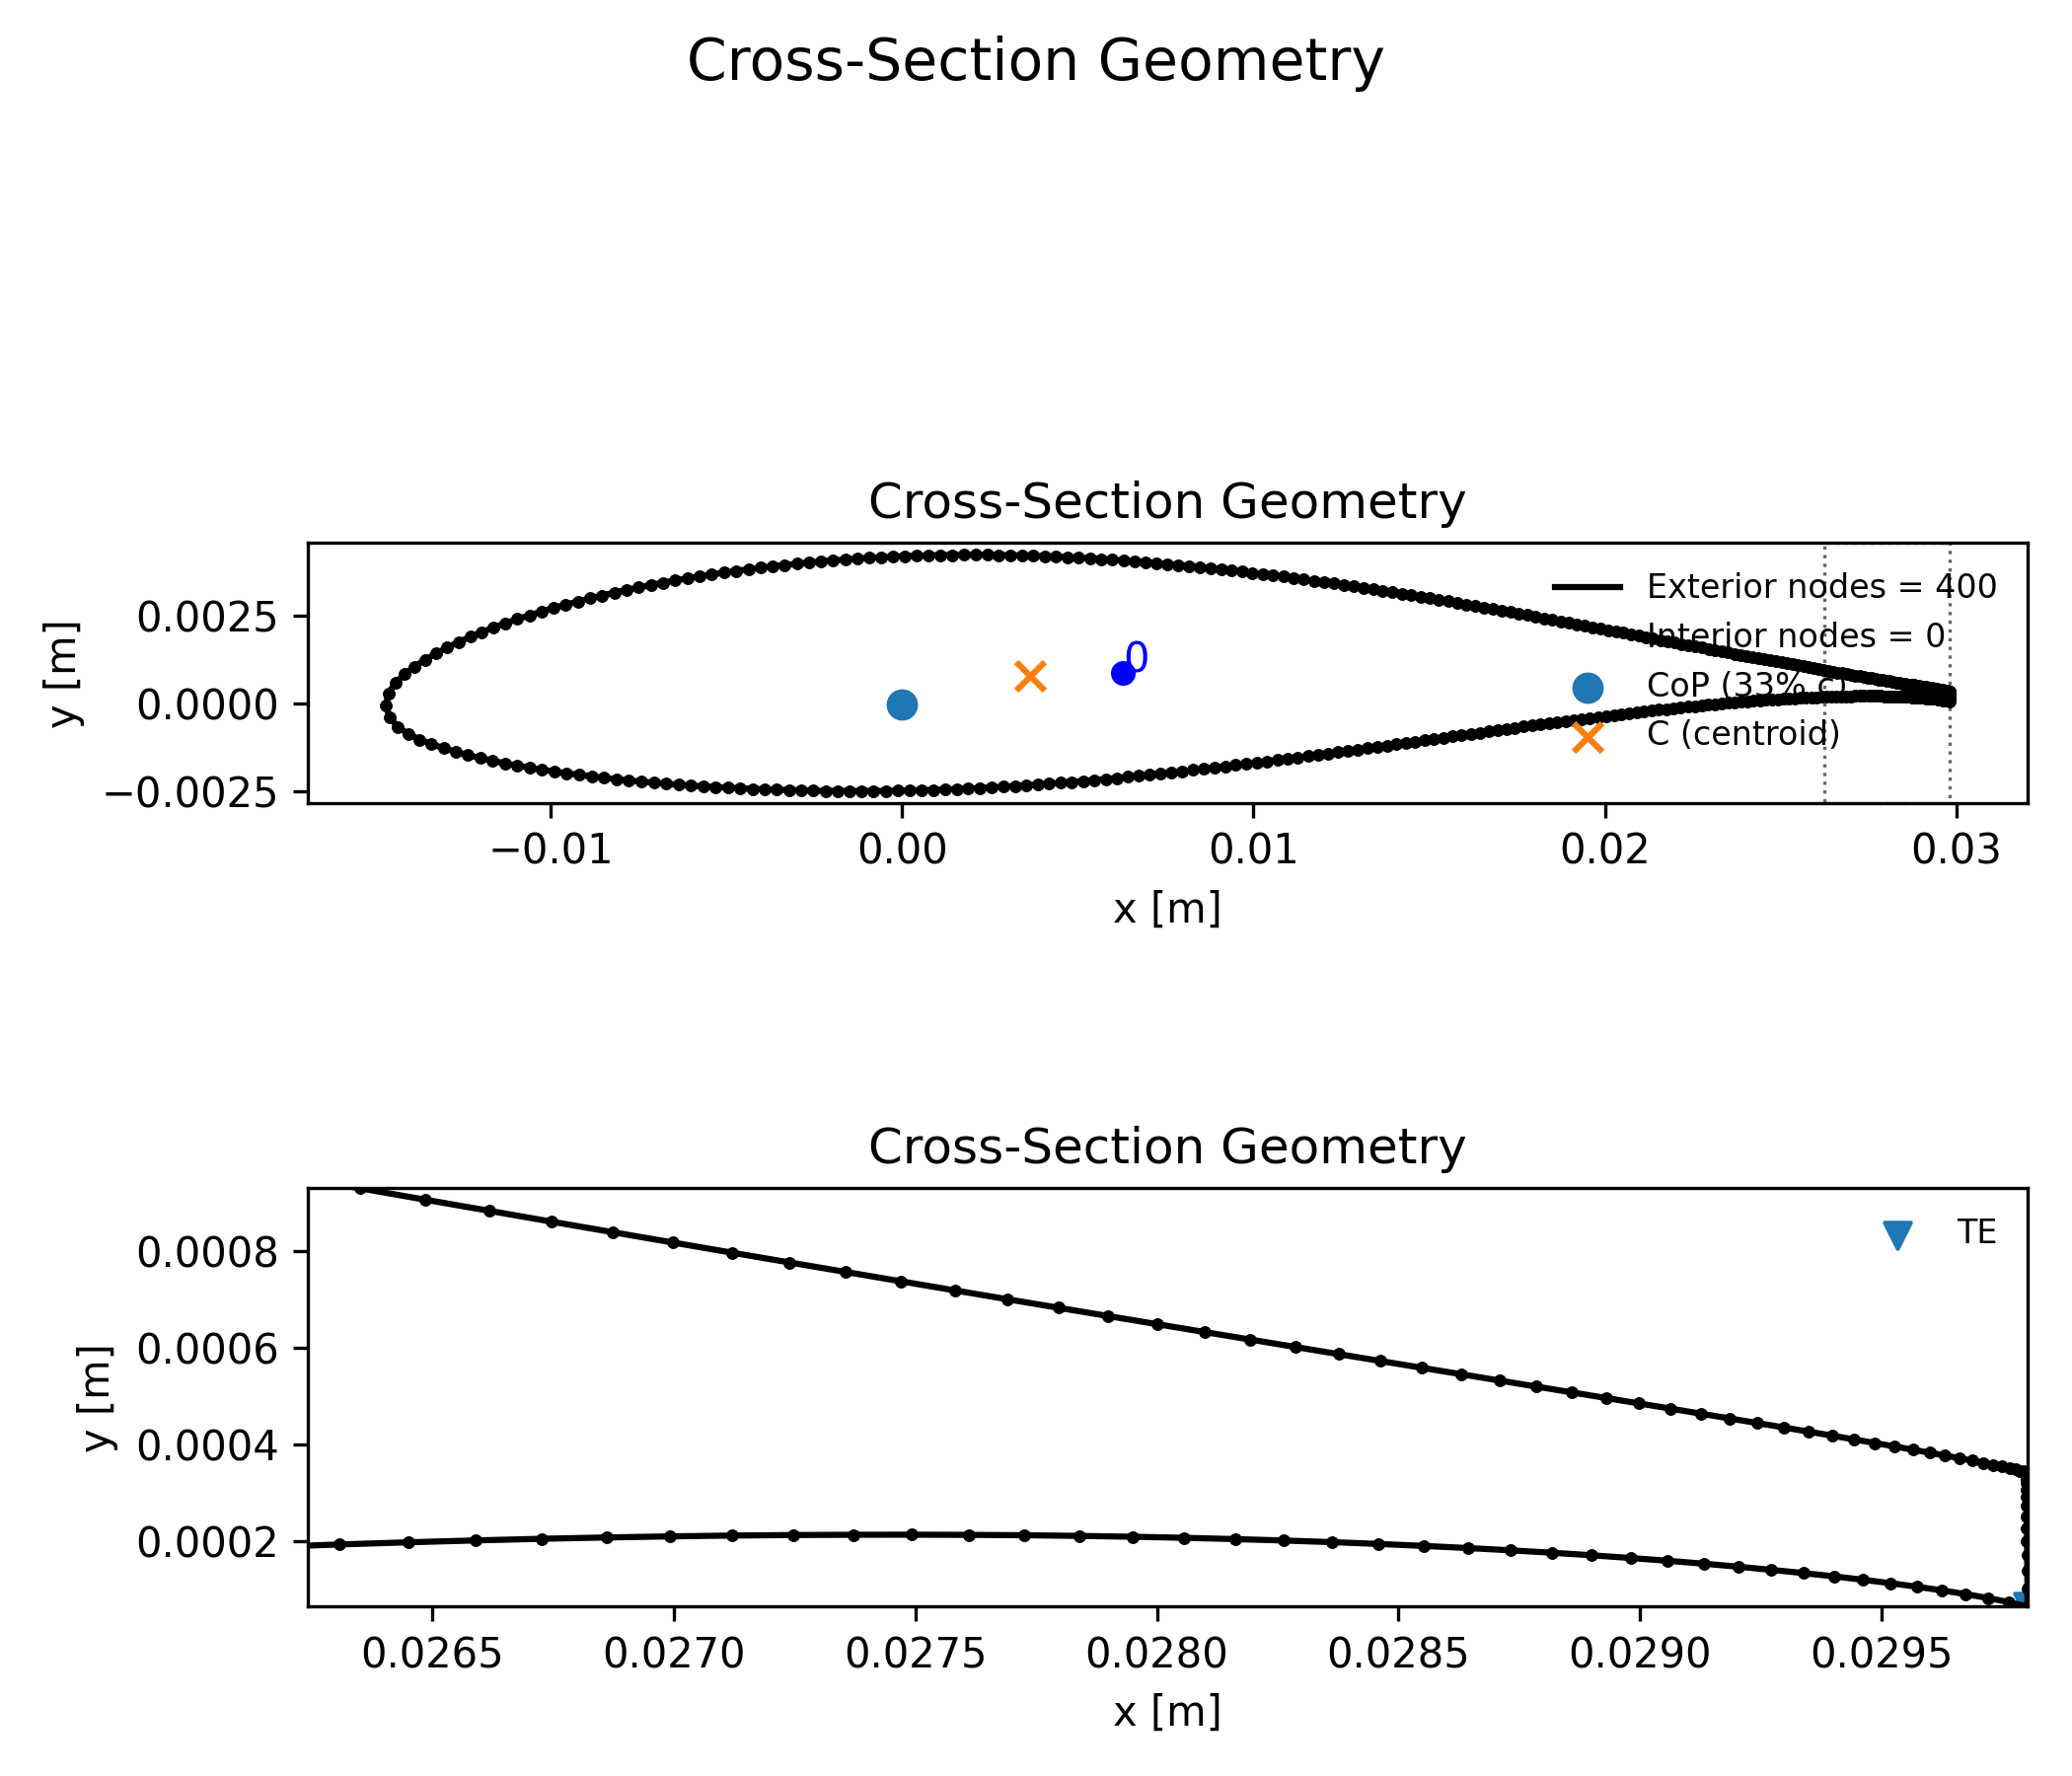 Cross-Section Geometry
Cross-Section Geometry
0.0025
0.0000
−0.0025
y [m]
0
Exterior nodes = 400
Interior nodes = 0
CoP (33% c)
C (centroid)
−0.01 0.00 0.01 0.02 0.03
x [m]
Cross-Section Geometry
0.0008
0.0006
0.0004
0.0002
y [m]
TE
0.0265 0.0270 0.0275 0.0280 0.0285 0.0290 0.0295
x [m]